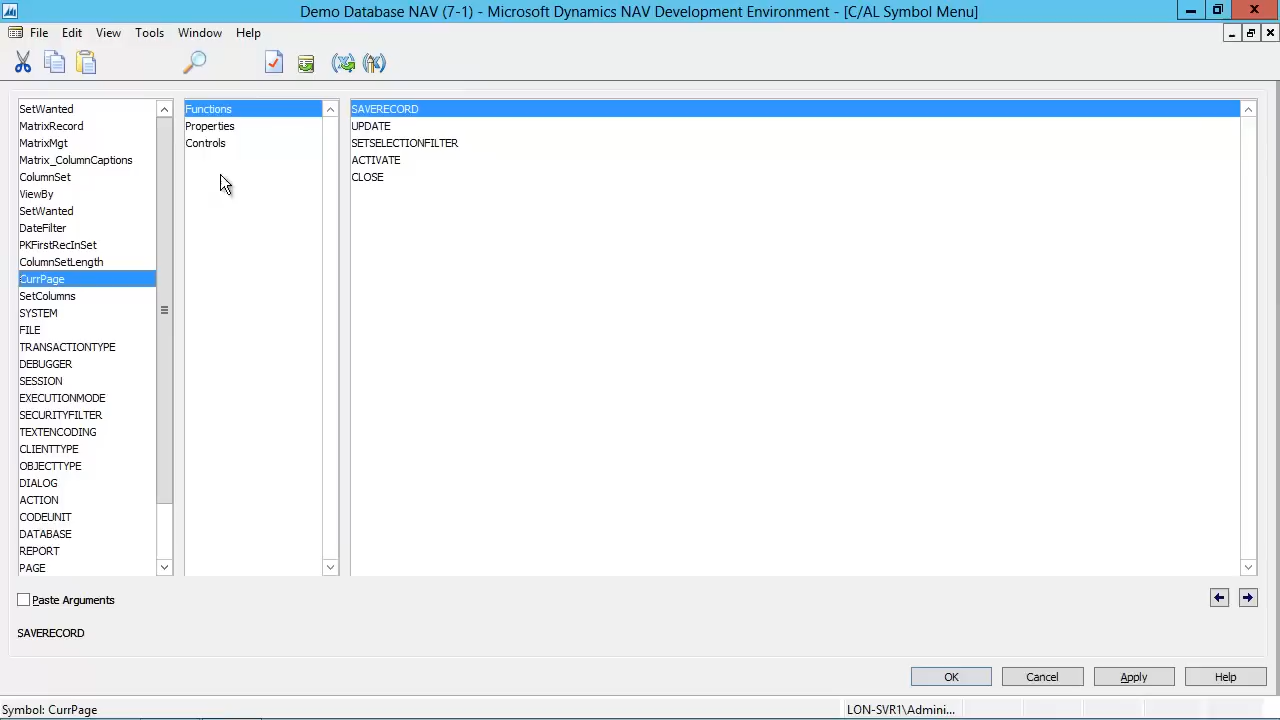 Demo Database NAV (7-1) - Microsoft Dynamics NAV Development Environment - [C/AL Symbol Menu]
File Edit View Tools Window Help
SetWanted
MatrixRecord
MatrixMgt
Matrix_ColumnCaptions
ColumnSet
ViewBy
SetWanted
DateFilter
PKFirstRecInSet
ColumnSetLength
CurrPage
SetColumns
SYSTEM
FILE
TRANSACTIONTYPE
DEBUGGER
SESSION
EXECUTIONMODE
SECURITYFILTER
TEXTENCODING
CLIENTTYPE
OBJECTTYPE
DIALOG
ACTION
CODEUNIT
DATABASE
REPORT
PAGE
Functions
Properties
Controls
SAVERECORD
UPDATE
SETSELECTIONFILTER
ACTIVATE
CLOSE
Paste Arguments
SAVERECORD
OK Cancel Apply Help
Symbol: CurrPage LON-SVR1\Admini...